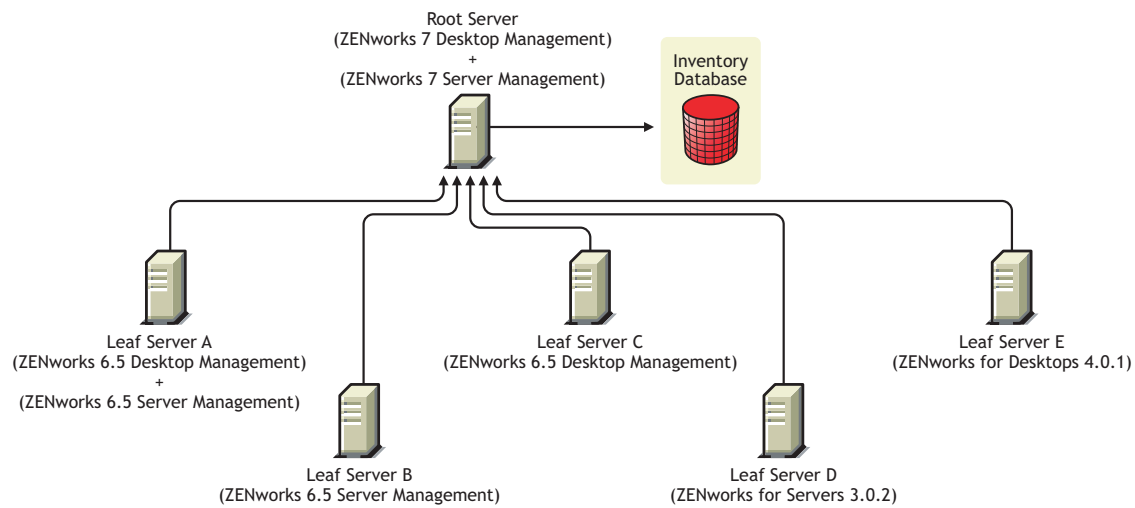 Root Server
(ZENworks 7 Desktop Management)
+
(ZENworks 7 Server Management)
Inventory
Database
Leaf Server A
(ZENworks 6.5 Desktop Management)
+
(ZENworks 6.5 Server Management)
Leaf Server C
(ZENworks 6.5 Desktop Management)
Leaf Server E
(ZENworks for Desktops 4.0.1)
Leaf Server B
(ZENworks 6.5 Server Management)
Leaf Server D
(ZENworks for Servers 3.0.2)